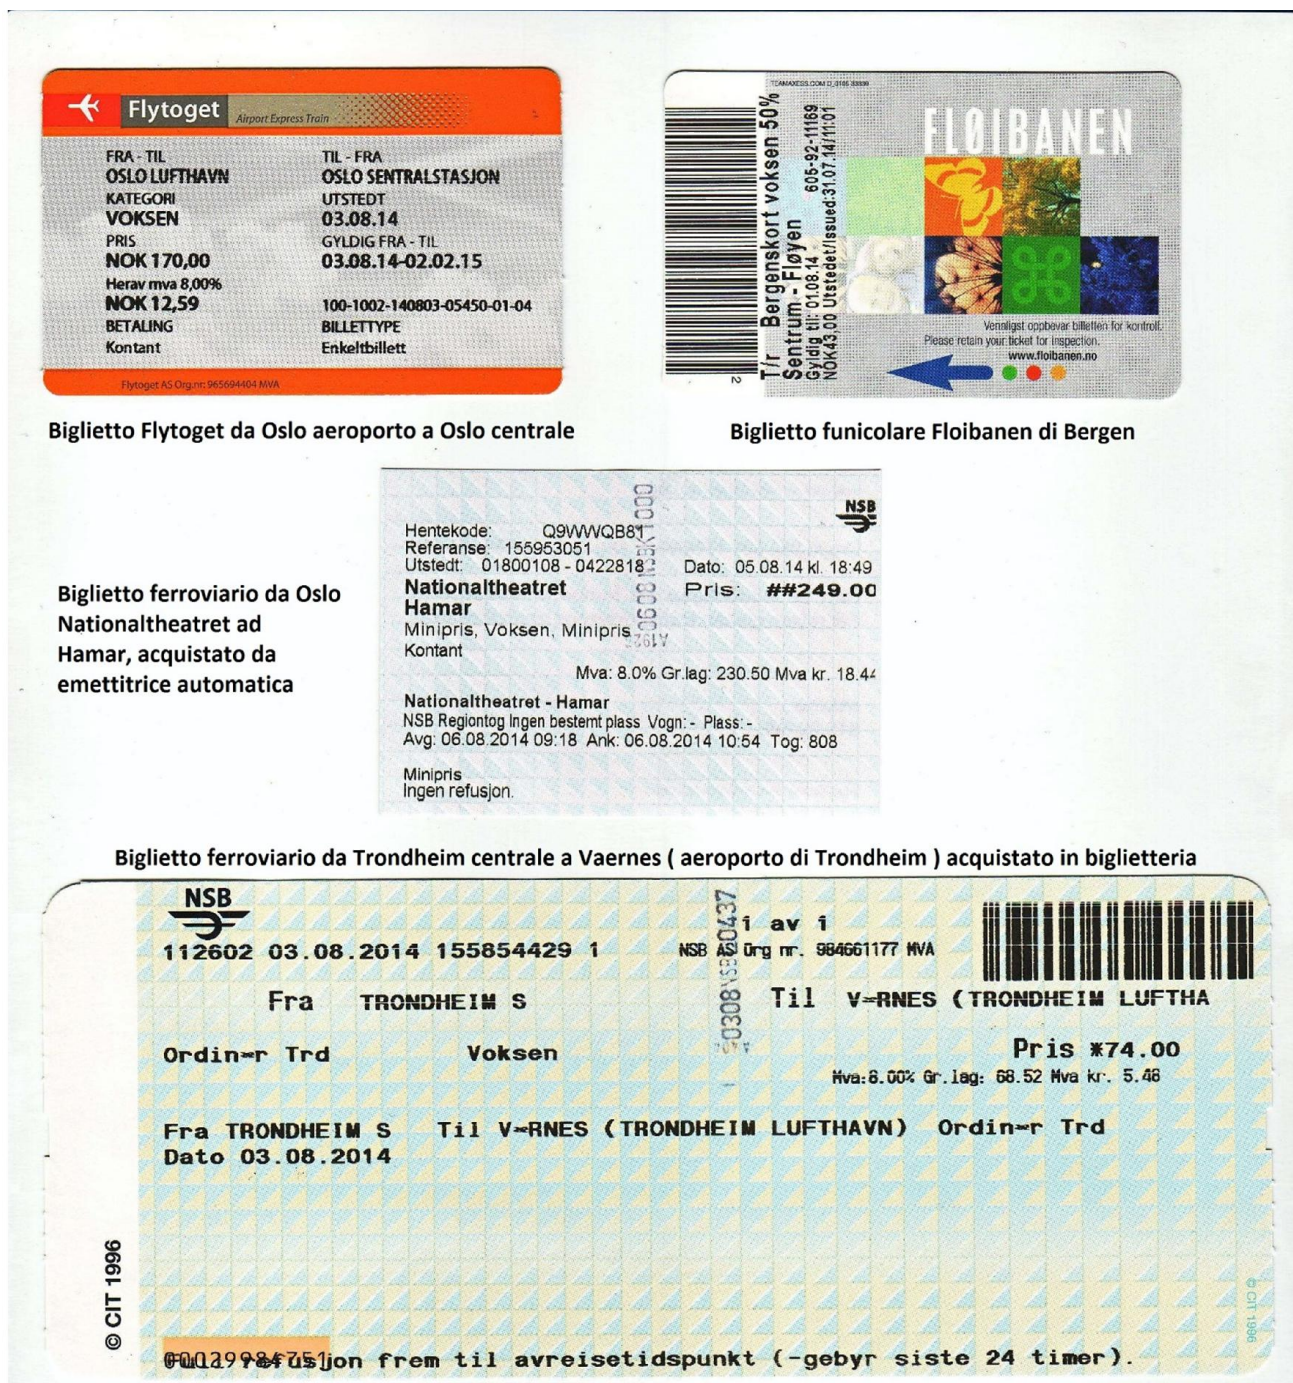 Flytoget Airport Express Train
FRA - TIL
OSLO LUFTHAVN
KATEGORI
VOKSEN
PRIS
NOK 170,00
Herav mva 8,00%
NOK 12,59
BETALING
Kontant
TIL - FRA
OSLO SENTRALSTASJON
UTSTEDT
03.08.14
GYLDIG FRA - TIL
03.08.14-02.02.15
100-1002-140803-05450-01-04
BILLETTYPE
Enkeltbillett
Flytoget AS Org.nr: 965694404 MVA
2
T/r Bergenskort voksen 50%
Sentrum - Fløyen
Gyldig til: 01.08.14 605-92-11169
NOK43,00 Utstedet/Issued:31.07.14/11:01
FLØIBANEN
Vennligst oppbevar billetten for kontroll.
Please retain your ticket for inspection.
www.floibanen.no
Biglietto Flytoget da Oslo aeroporto a Oslo centrale
Biglietto funicolare Floibanen di Bergen
Biglietto ferroviario da Oslo
Nationaltheatret ad
Hamar, acquistato da
emettitrice automatica
NSB
Hentekode: Q9WWQB81
Referanse: 155953051
Utstedt: 01800108 - 0422818 Dato: 05.08.14 kl. 18:49
Nationaltheatret Pris: ##249.00
Hamar
Minipris, Voksen, Minipris
Kontant
Mva: 8.0% Gr.lag: 230.50 Mva kr. 18.44
Nationaltheatret - Hamar
NSB Regiontog Ingen bestemt plass Vogn: - Plass: -
Avg: 06.08.2014 09:18 Ank: 06.08.2014 10:54 Tog: 808
Minipris
Ingen refusjon.
Biglietto ferroviario da Trondheim centrale a Vaernes ( aeroporto di Trondheim ) acquistato in biglietteria
NSB
1 av 1
112602 03.08.2014 155854429 1 NSB AS Org nr. 984661177 MVA
Fra TRONDHEIM S Til V=RNES (TRONDHEIM LUFTHA
Ordin=r Trd Voksen Pris *74.00
Mva:8.00% Gr.lag: 68.52 Mva kr. 5.48
Fra TRONDHEIM S Til V=RNES (TRONDHEIM LUFTHAVN) Ordin=r Trd
Dato 03.08.2014
© CIT 1996
© CIT 1996
refusjon frem til avreisetidspunkt (-gebyr siste 24 timer).